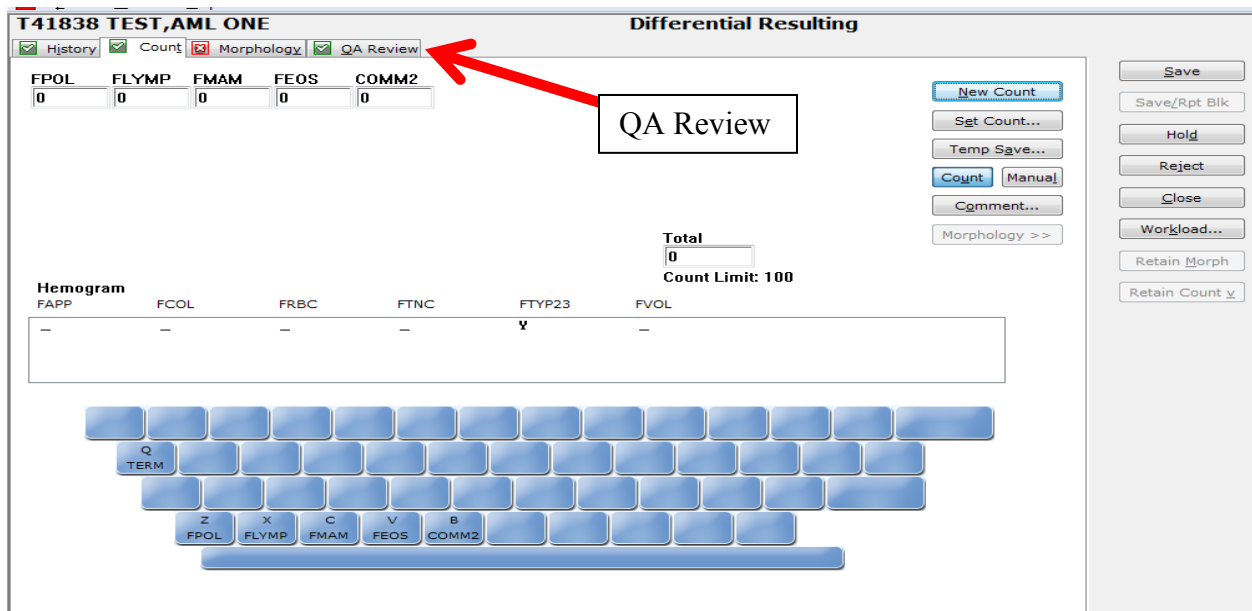 T41838 TEST,AML ONE Differential Resulting
History Count Morphology QA Review
FPOL FLYMP FMAM FEOS COMM2
0 0 0 0 0
QA Review
New Count
Set Count...
Temp Save...
Count Manual
Comment...
Morphology >>
Save
Save/Rpt Blk
Hold
Reject
Close
Workload...
Retain Morph
Retain Count v
Total
0
Count Limit: 100
Hemogram
FAPP FCOL FRBC FTNC FTYP23 FVOL
_ _ _ _ Y _
Q
TERM
Z X C V B
FPOL FLYMP FMAM FEOS COMM2